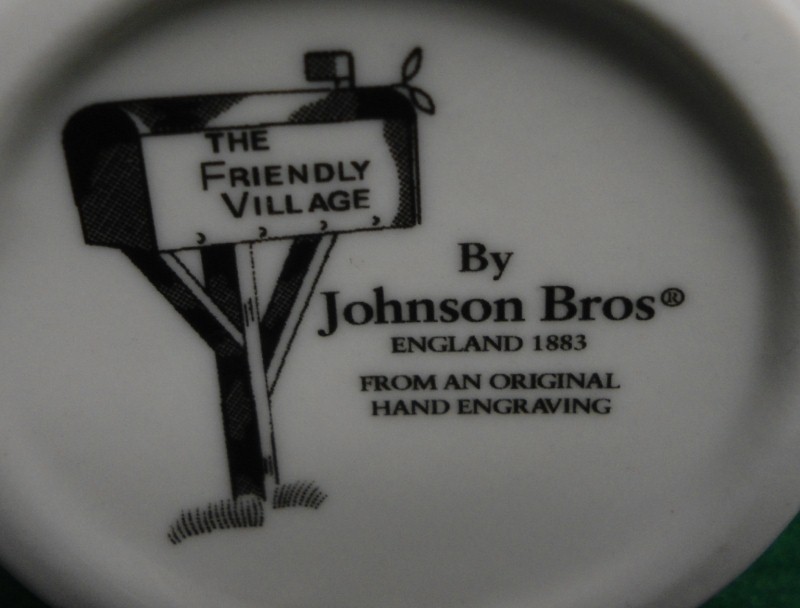 THE
FRIENDLY
VILLAGE
By
Johnson Bros®
ENGLAND 1883
FROM AN ORIGINAL
HAND ENGRAVING